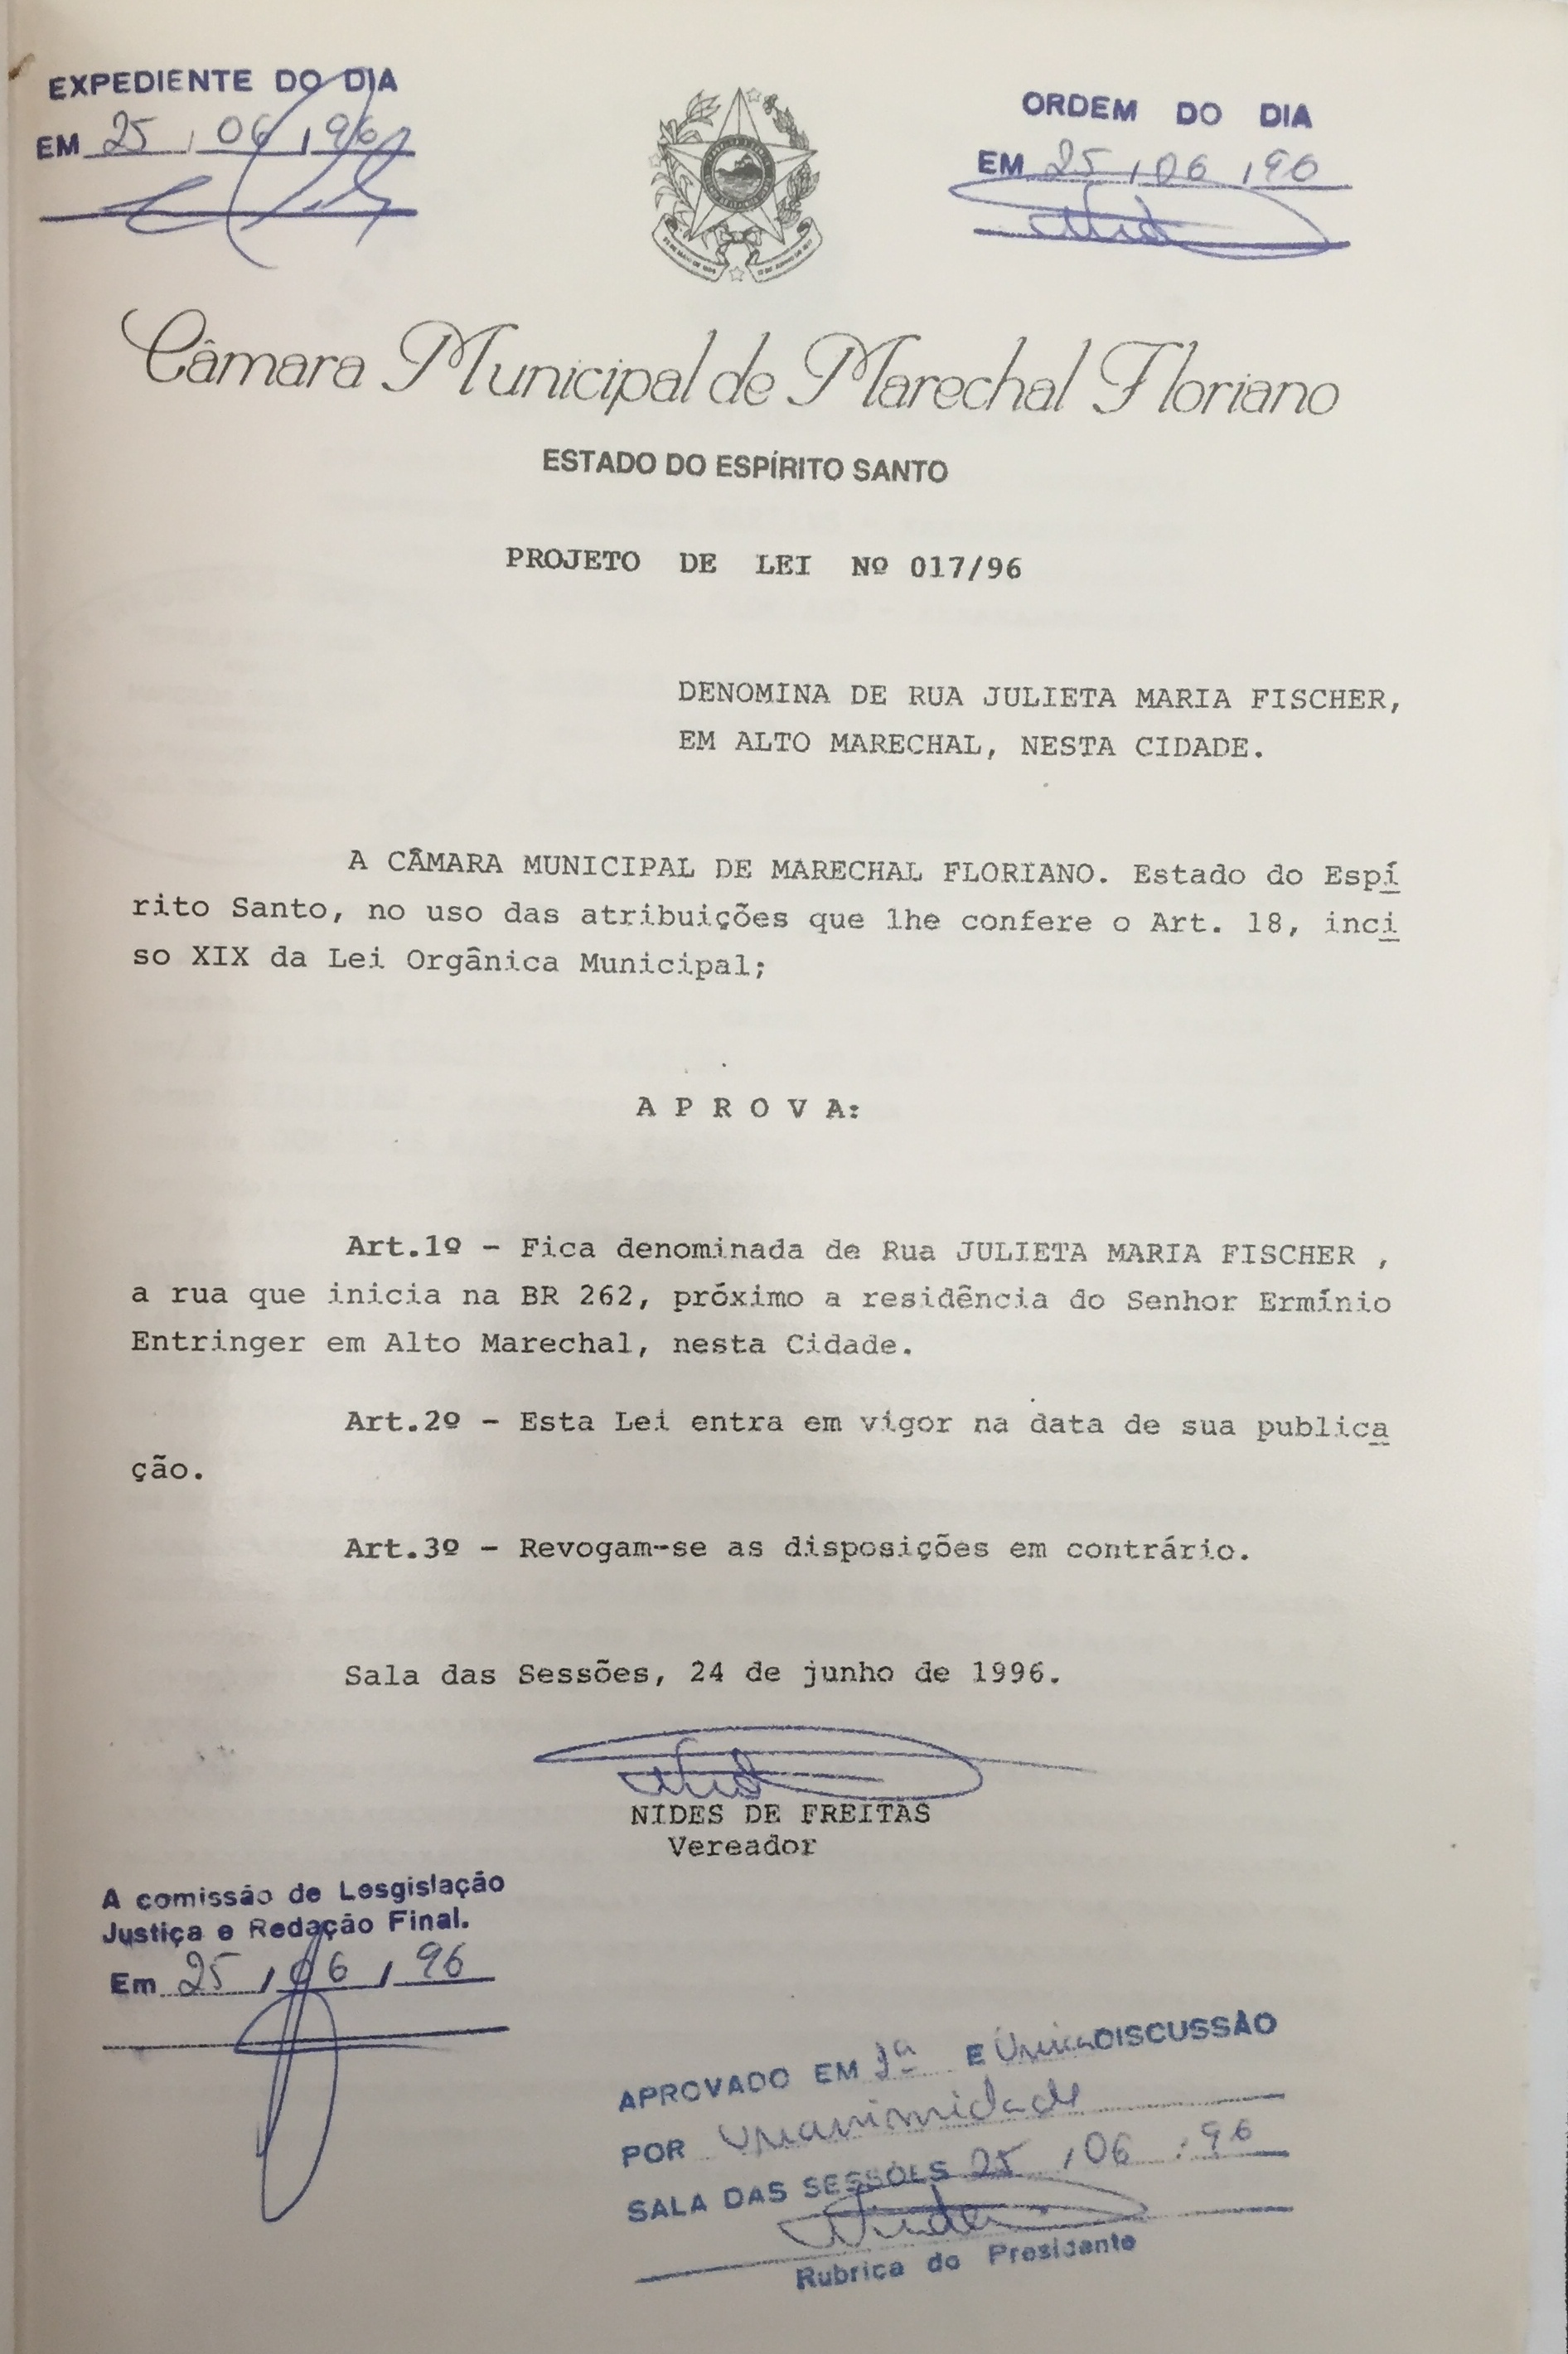 EXPEDIENTE DO DIA
EM 25 / 06 / 96
ORDEM DO DIA
EM 25 / 06 / 96
Câmara Municipal de Marechal Floriano
ESTADO DO ESPÍRITO SANTO
PROJETO DE LEI Nº 017/96
DENOMINA DE RUA JULIETA MARIA FISCHER,
EM ALTO MARECHAL, NESTA CIDADE.
A CÂMARA MUNICIPAL DE MARECHAL FLORIANO. Estado do Espí
rito Santo, no uso das atribuições que lhe confere o Art. 18, inci
so XIX da Lei Orgânica Municipal;
A P R O V A:
Art.1º - Fica denominada de Rua JULIETA MARIA FISCHER ,
a rua que inicia na BR 262, próximo a residência do Senhor Ermínio
Entringer em Alto Marechal, nesta Cidade.
Art.2º - Esta Lei entra em vigor na data de sua publica
ção.
Art.3º - Revogam-se as disposições em contrário.
Sala das Sessões, 24 de junho de 1996.
NIDES DE FREITAS
Vereador
A comissão de Lesgislação
Justiça e Redação Final.
Em 25 / 06 / 96
APROVADO EM 1ª E Única DISCUSSÃO
POR unanimidade
SALA DAS SESSÕES 25 / 06 / 96
Rubrica do Presidente